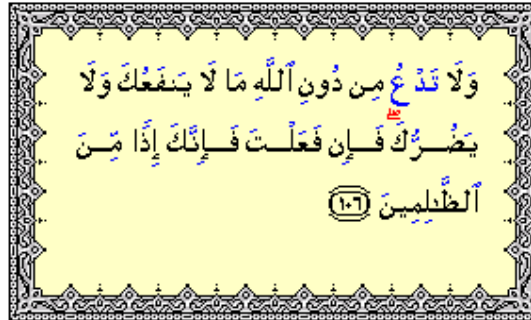 وَلَا تَدْعُ مِن دُونِ ٱللَّهِ مَا لَا يَنفَعُكَ وَلَا
يَضُرُّكَ ۖ فَإِن فَعَلْتَ فَإِنَّكَ إِذًا مِّنَ
ٱلظَّٰلِمِينَ ١٠٦